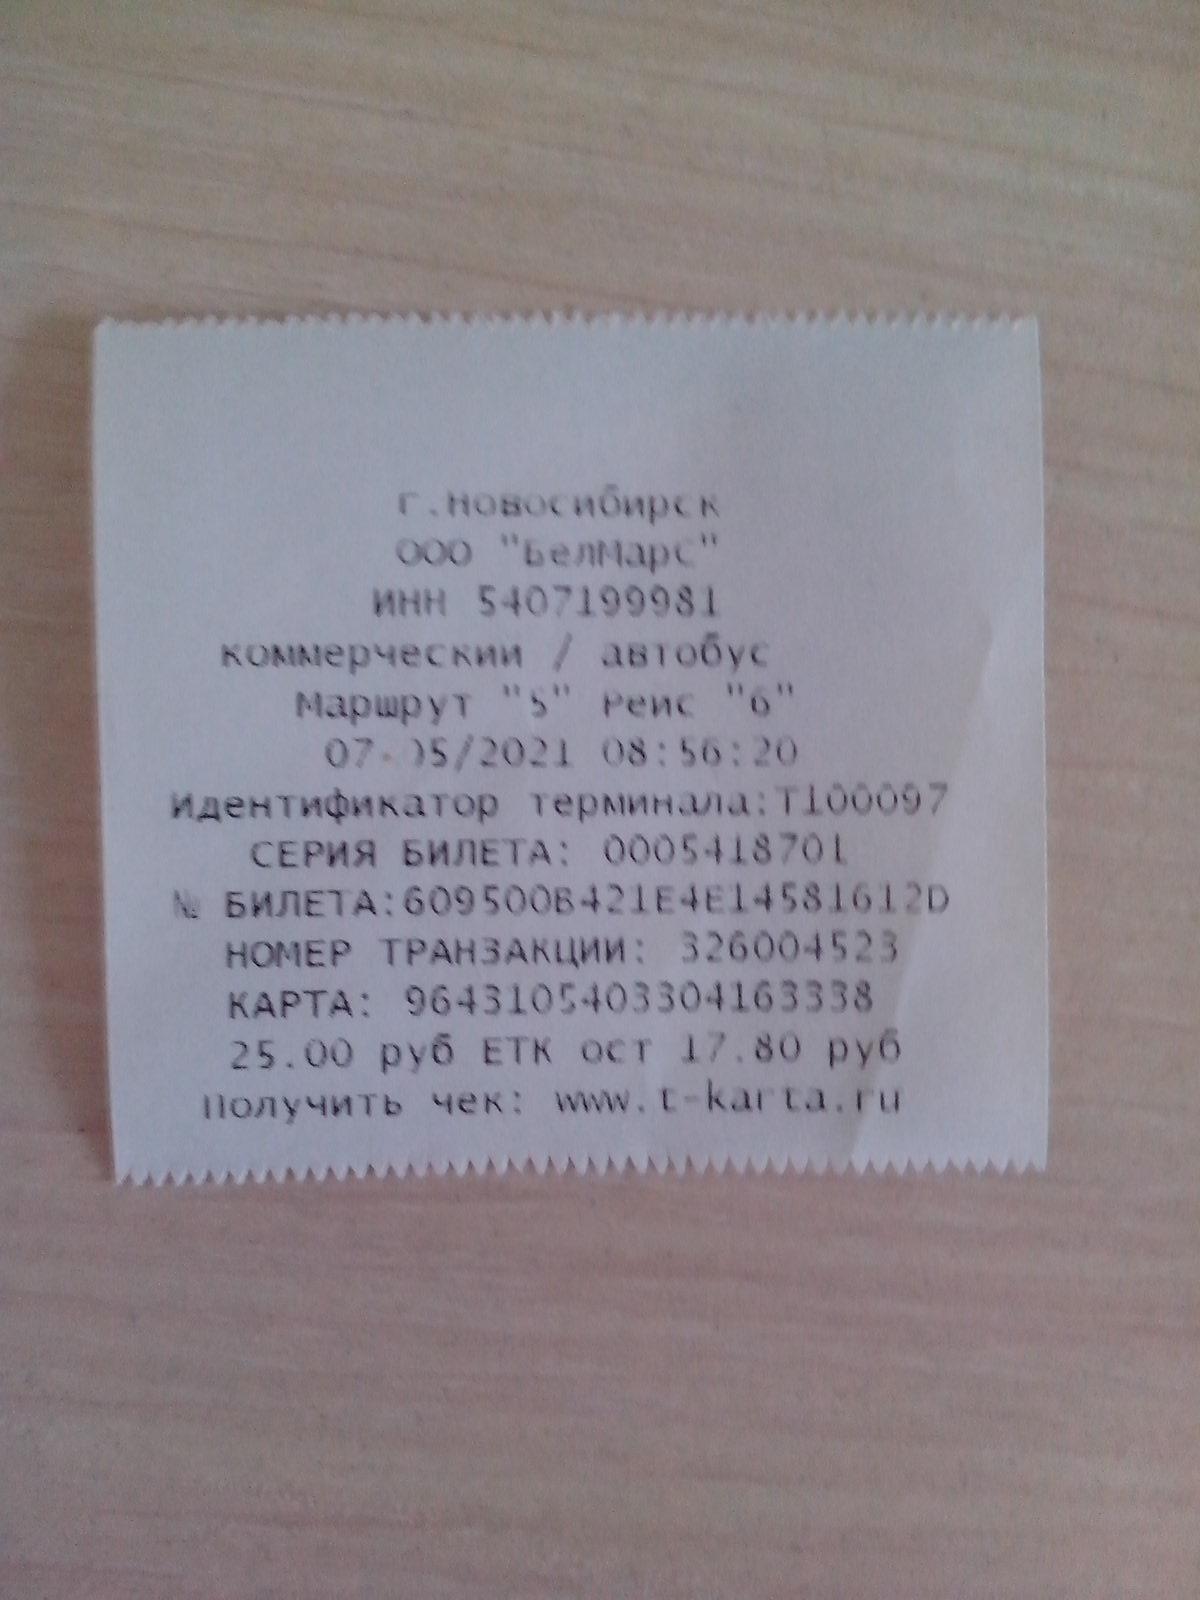 г.Новосибирск
ООО "БелМарС"
ИНН 5407199981
коммерческий / автобус
Маршрут "5" Рейс "6"
07/05/2021 08:56:20
Идентификатор терминала:T100097
СЕРИЯ БИЛЕТА: 0005418701
№ БИЛЕТА:609500B421E4E14581612D
НОМЕР ТРАНЗАКЦИИ: 326004523
КАРТА: 9643105403304163338
25.00 руб ЕТК ост 17.80 руб
Получить чек: www.t-karta.ru